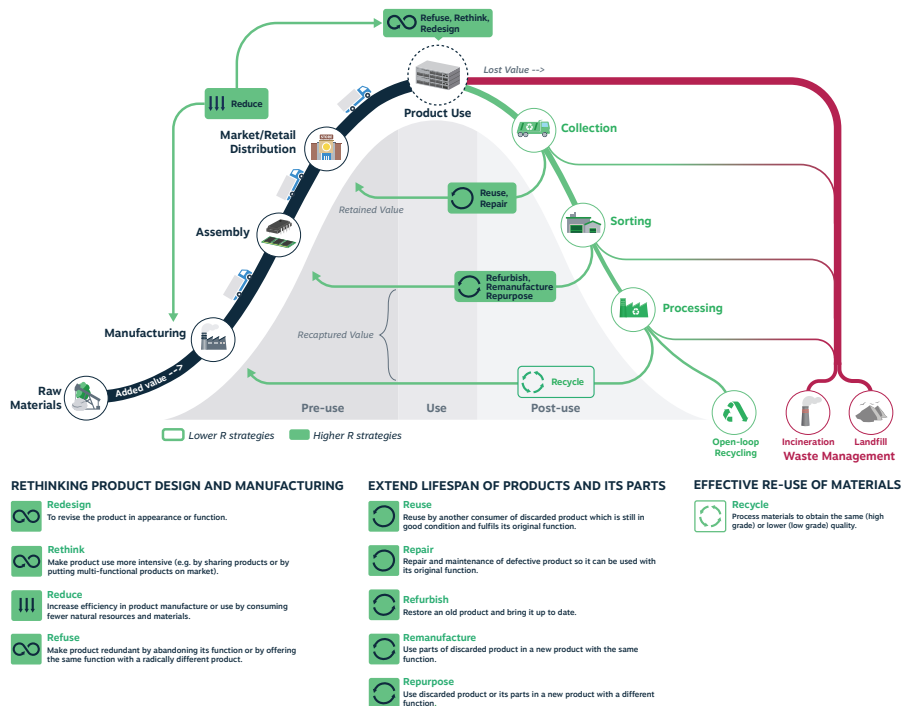 Refuse, Rethink,
Redesign
Lost Value -->
Reduce
Product Use
Market/Retail
Distribution
Collection
Reuse,
Repair
Retained Value
Assembly
Sorting
Refurbish,
Remanufacture
Repurpose
Manufacturing
Processing
Recaptured Value
Added value -->
Raw
Materials
Recycle
Pre-use
Use
Post-use
Lower R strategies
Higher R strategies
Open-loop
Recycling
Incineration
Landfill
Waste Management
RETHINKING PRODUCT DESIGN AND MANUFACTURING
Redesign
To revise the product in appearance or function.
Rethink
Make product use more intensive (e.g. by sharing products or by
putting multi-functional products on market).
Reduce
Increase efficiency in product manufacture or use by consuming
fewer natural resources and materials.
Refuse
Make product redundant by abandoning its function or by offering
the same function with a radically different product.
EXTEND LIFESPAN OF PRODUCTS AND ITS PARTS
Reuse
Reuse by another consumer of discarded product which is still in
good condition and fulfils its original function.
Repair
Repair and maintenance of defective product so it can be used with
its original function.
Refurbish
Restore an old product and bring it up to date.
Remanufacture
Use parts of discarded product in a new product with the same
function.
Repurpose
Use discarded product or its parts in a new product with a different
function.
EFFECTIVE RE-USE OF MATERIALS
Recycle
Process materials to obtain the same (high
grade) or lower (low grade) quality.